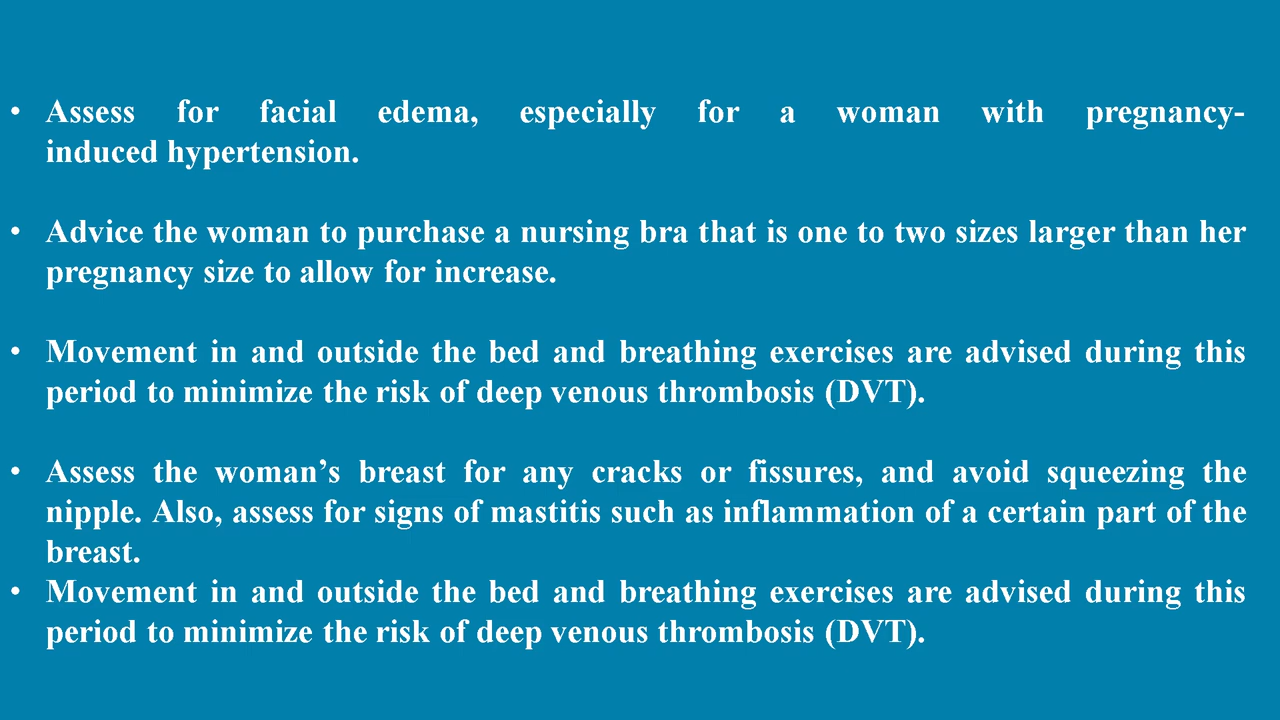 • Assess for facial edema, especially for a woman with pregnancy-
induced hypertension.
• Advice the woman to purchase a nursing bra that is one to two sizes larger than her
pregnancy size to allow for increase.
• Movement in and outside the bed and breathing exercises are advised during this
period to minimize the risk of deep venous thrombosis (DVT).
• Assess the woman’s breast for any cracks or fissures, and avoid squeezing the
nipple. Also, assess for signs of mastitis such as inflammation of a certain part of the
breast.
• Movement in and outside the bed and breathing exercises are advised during this
period to minimize the risk of deep venous thrombosis (DVT).